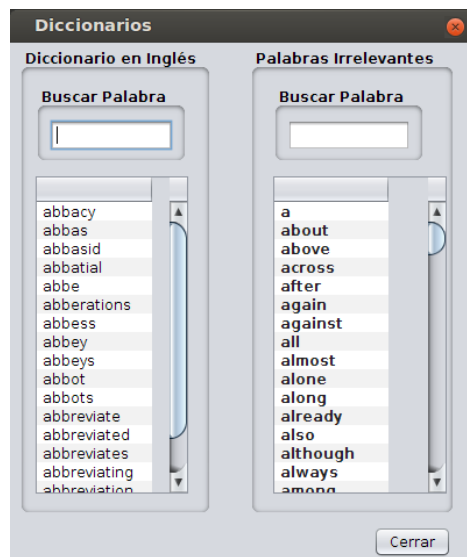 Diccionarios
Diccionario en Inglés
Buscar Palabra
abbacy
abbas
abbasid
abbatial
abbe
abberations
abbess
abbey
abbeys
abbot
abbots
abbreviate
abbreviated
abbreviates
abbreviating
abbreviation
Palabras Irrelevantes
Buscar Palabra
a
about
above
across
after
again
against
all
almost
alone
along
already
also
although
always
among
Cerrar